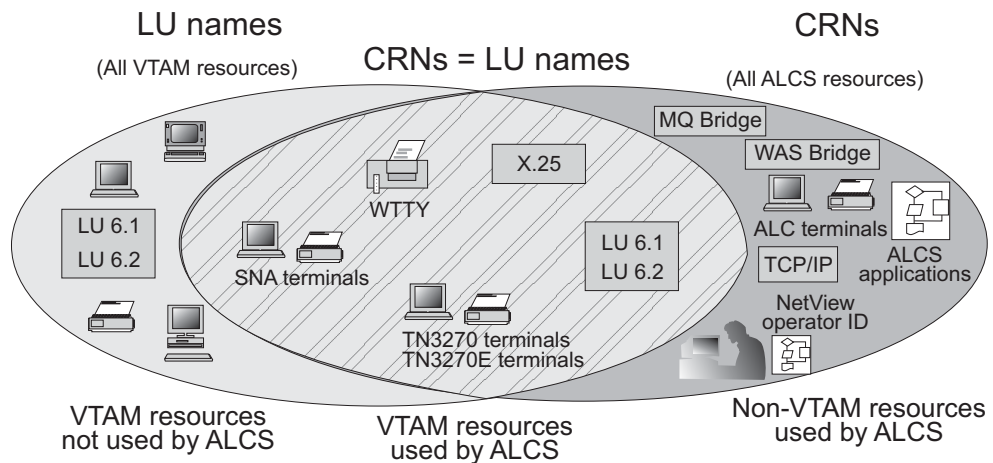 LU names
(All VTAM resources)
CRNs = LU names
CRNs
(All ALCS resources)
MQ Bridge
WAS Bridge
X.25
WTTY
LU 6.1
LU 6.2
SNA terminals
LU 6.1
LU 6.2
ALC terminals
TCP/IP
ALCS
applications
NetView
operator ID
TN3270 terminals
TN3270E terminals
VTAM resources
not used by ALCS
VTAM resources
used by ALCS
Non-VTAM resources
used by ALCS